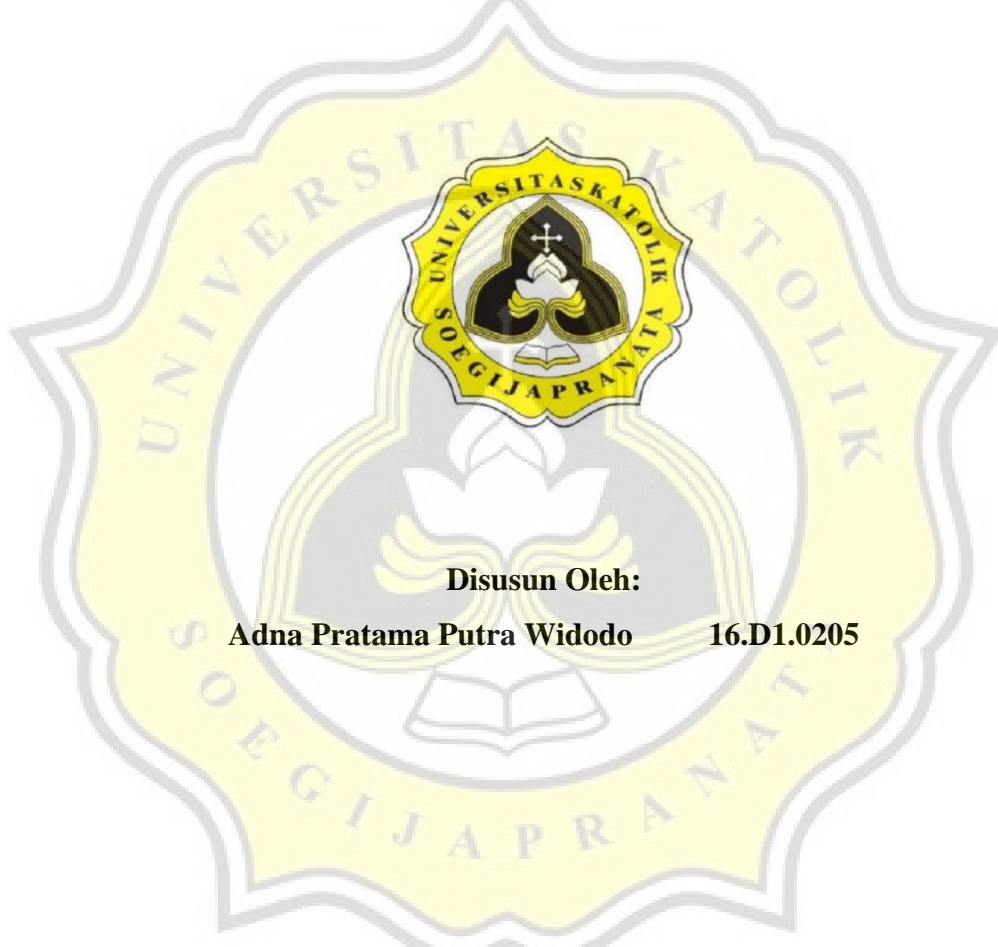 UNIVERSITAS KATOLIK
SOEGIJAPRANATA
UNIVERSITAS KATOLIK
SOEGIJAPRANATA
Disusun Oleh:
Adna Pratama Putra Widodo 16.D1.0205